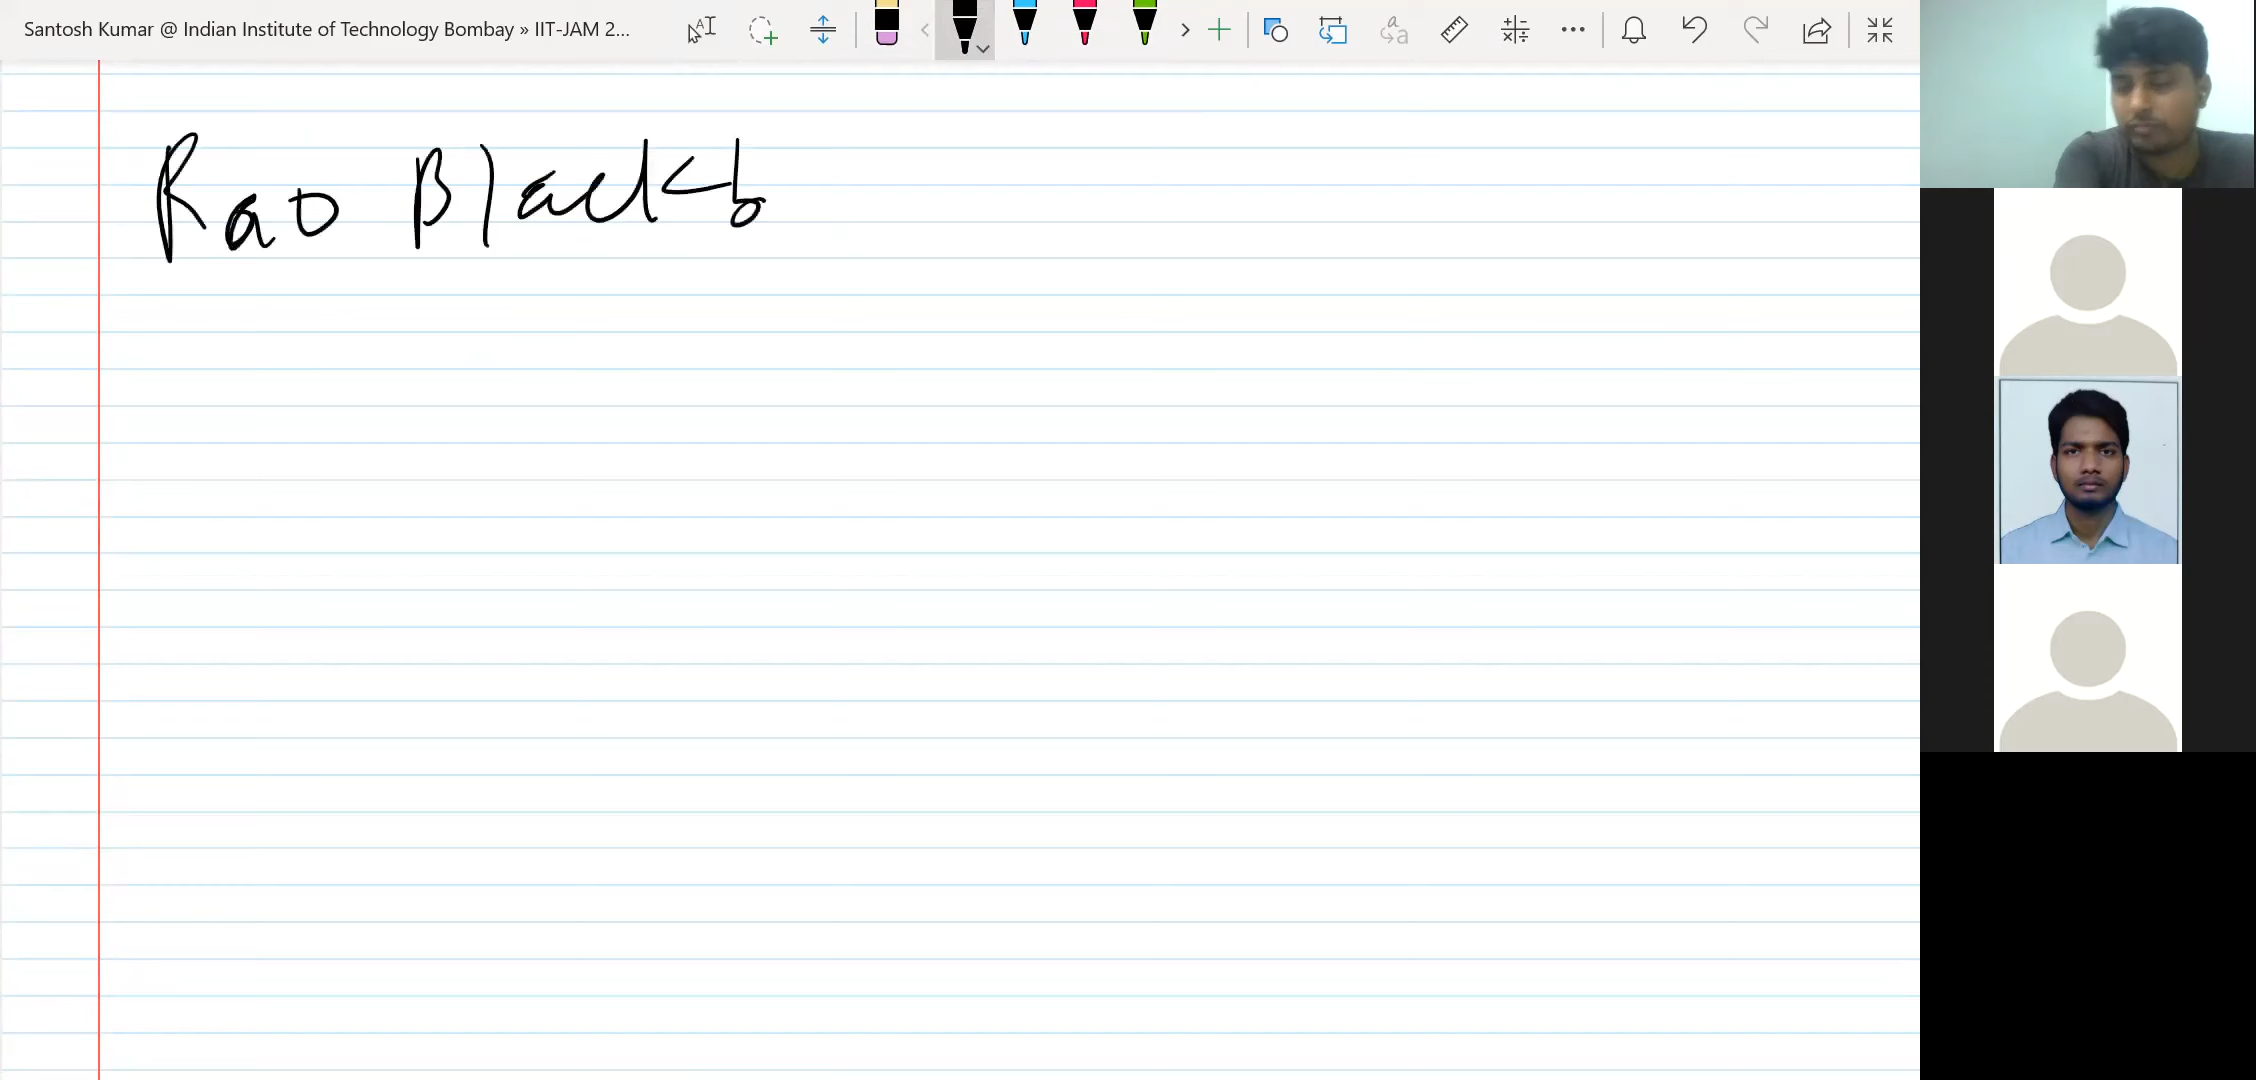 Santosh Kumar @ Indian Institute of Technology Bombay » IIT-JAM 2...
Rao Blackb